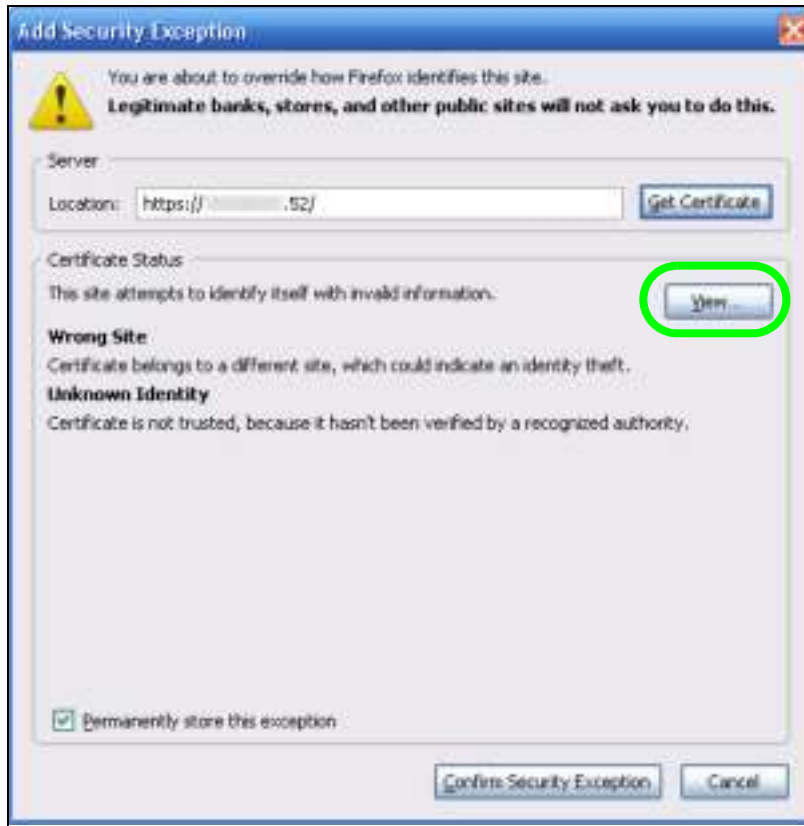 Add Security Exception
You are about to override how Firefox identifies this site.
Legitimate banks, stores, and other public sites will not ask you to do this.
Server
Location: https:// .52/ Get Certificate
Certificate Status
This site attempts to identify itself with invalid information. View...
Wrong Site
Certificate belongs to a different site, which could indicate an identity theft.
Unknown Identity
Certificate is not trusted, because it hasn't been verified by a recognized authority.
Permanently store this exception
Confirm Security Exception Cancel